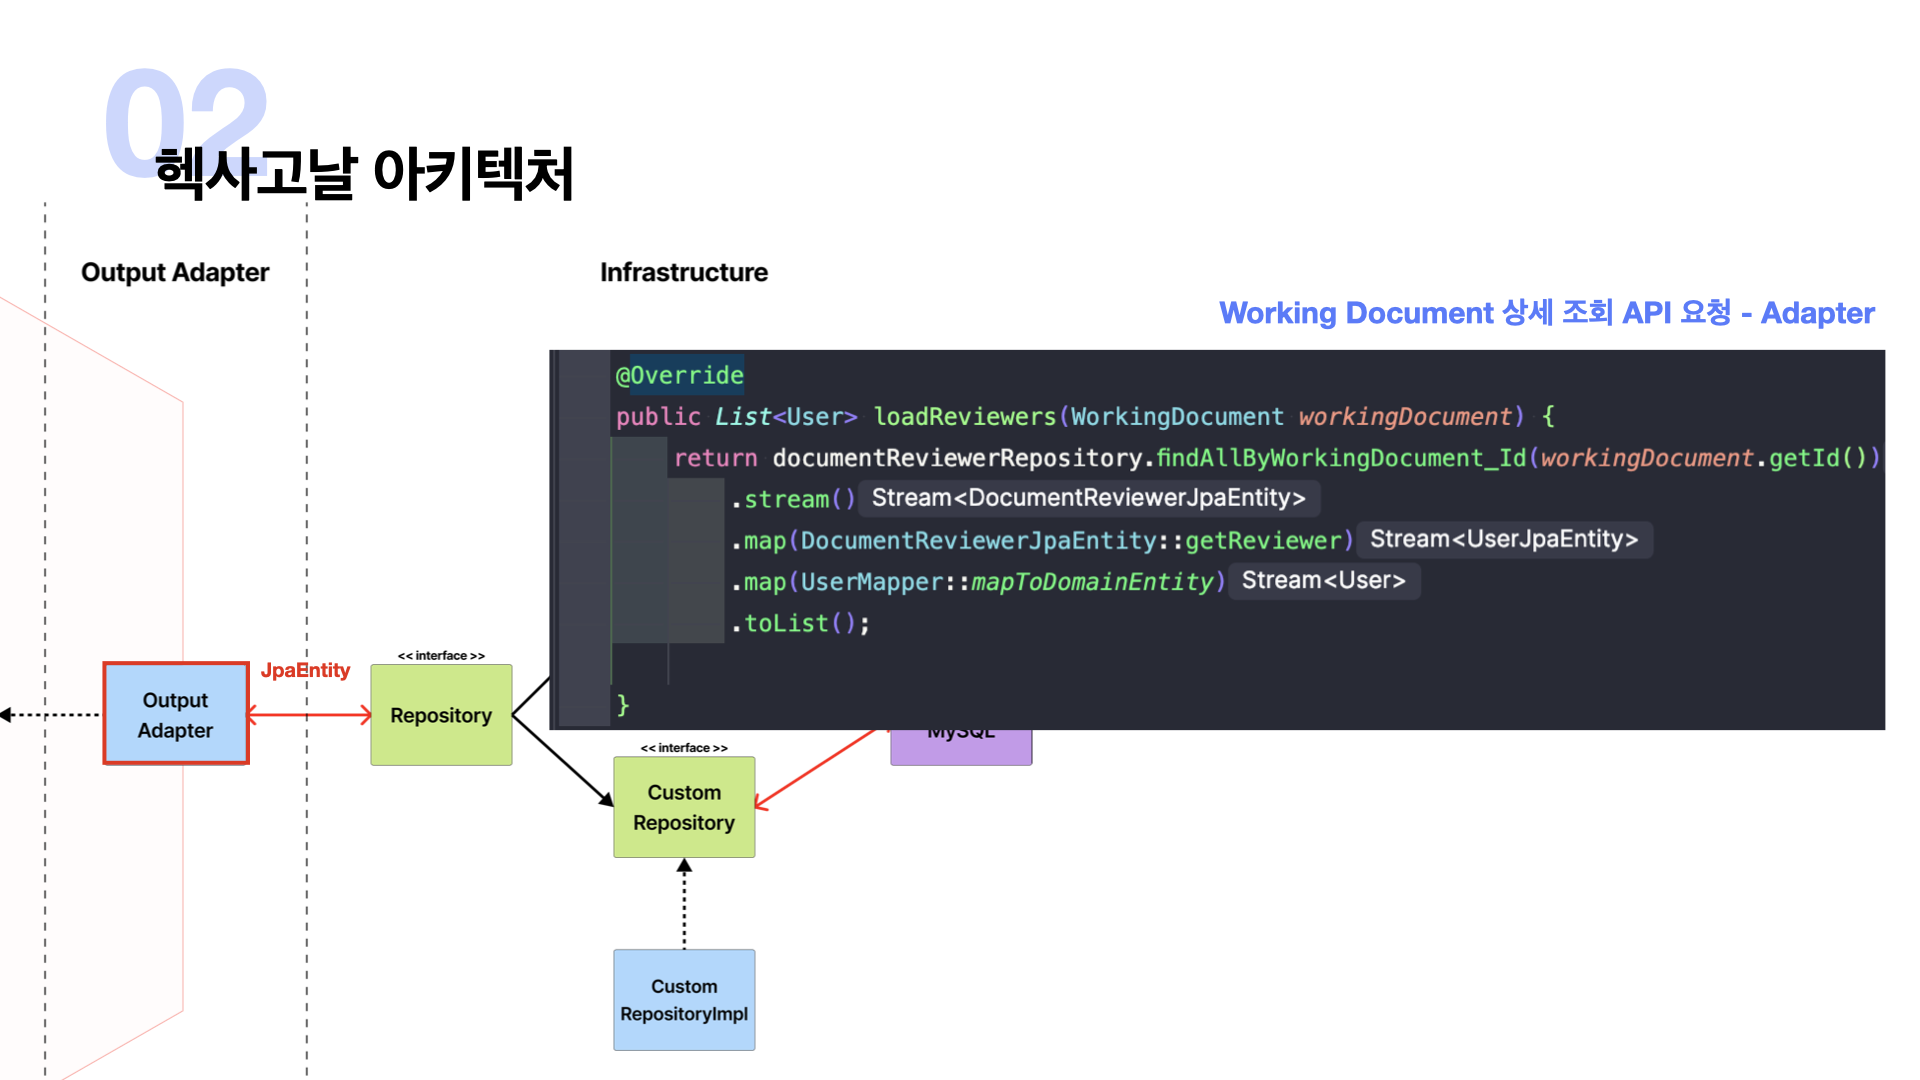 02
헥사고날 아키텍처
Output Adapter
Infrastructure
Working Document 상세 조회 API 요청 - Adapter
@Override
public List<User> loadReviewers(WorkingDocument workingDocument) {
return documentReviewerRepository.findAllByWorkingDocument_Id(workingDocument.getId())
.stream() Stream<DocumentReviewerJpaEntity>
.map(DocumentReviewerJpaEntity::getReviewer) Stream<UserJpaEntity>
.map(UserMapper::mapToDomainEntity) Stream<User>
.toList();
}
Output
Adapter
JpaEntity
<< interface >>
Repository
MySQL
<< interface >>
Custom
Repository
Custom
RepositoryImpl